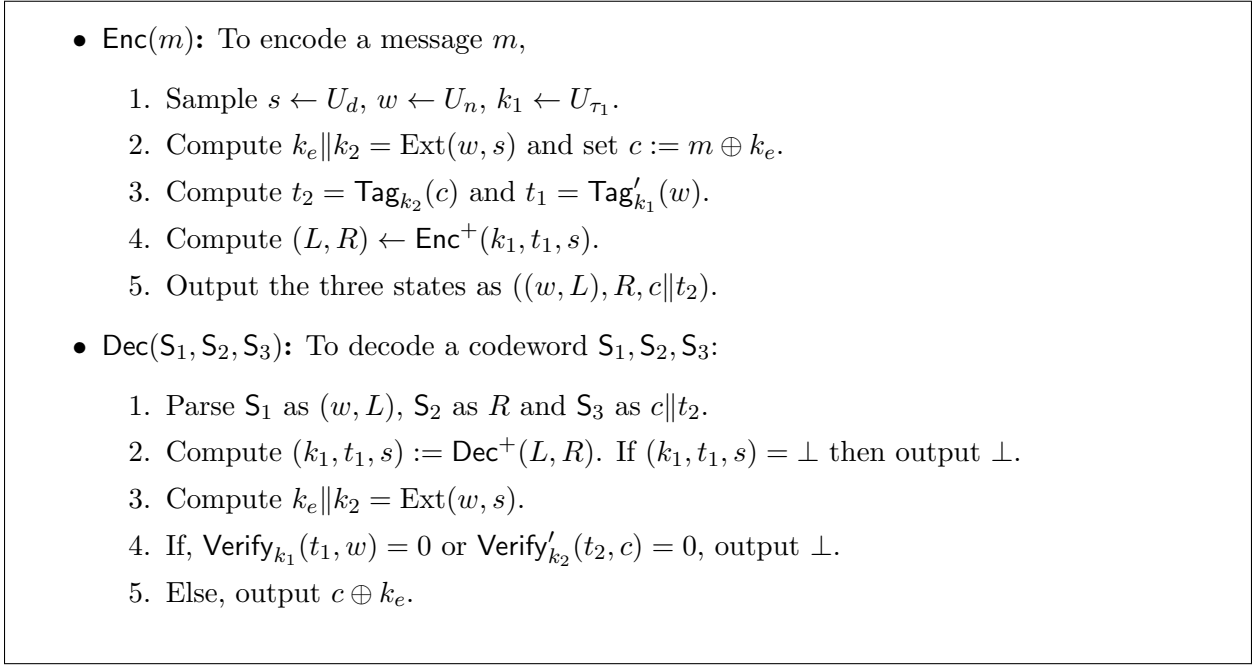 • Enc(m): To encode a message m,
1. Sample s ← U_d, w ← U_n, k_1 ← U_{τ_1}.
2. Compute k_e‖k_2 = Ext(w, s) and set c := m ⊕ k_e.
3. Compute t_2 = Tag_{k_2}(c) and t_1 = Tag′_{k_1}(w).
4. Compute (L, R) ← Enc^+(k_1, t_1, s).
5. Output the three states as ((w, L), R, c‖t_2).
• Dec(S_1, S_2, S_3): To decode a codeword S_1, S_2, S_3:
1. Parse S_1 as (w, L), S_2 as R and S_3 as c‖t_2.
2. Compute (k_1, t_1, s) := Dec^+(L, R). If (k_1, t_1, s) = ⊥ then output ⊥.
3. Compute k_e‖k_2 = Ext(w, s).
4. If, Verify_{k_1}(t_1, w) = 0 or Verify′_{k_2}(t_2, c) = 0, output ⊥.
5. Else, output c ⊕ k_e.